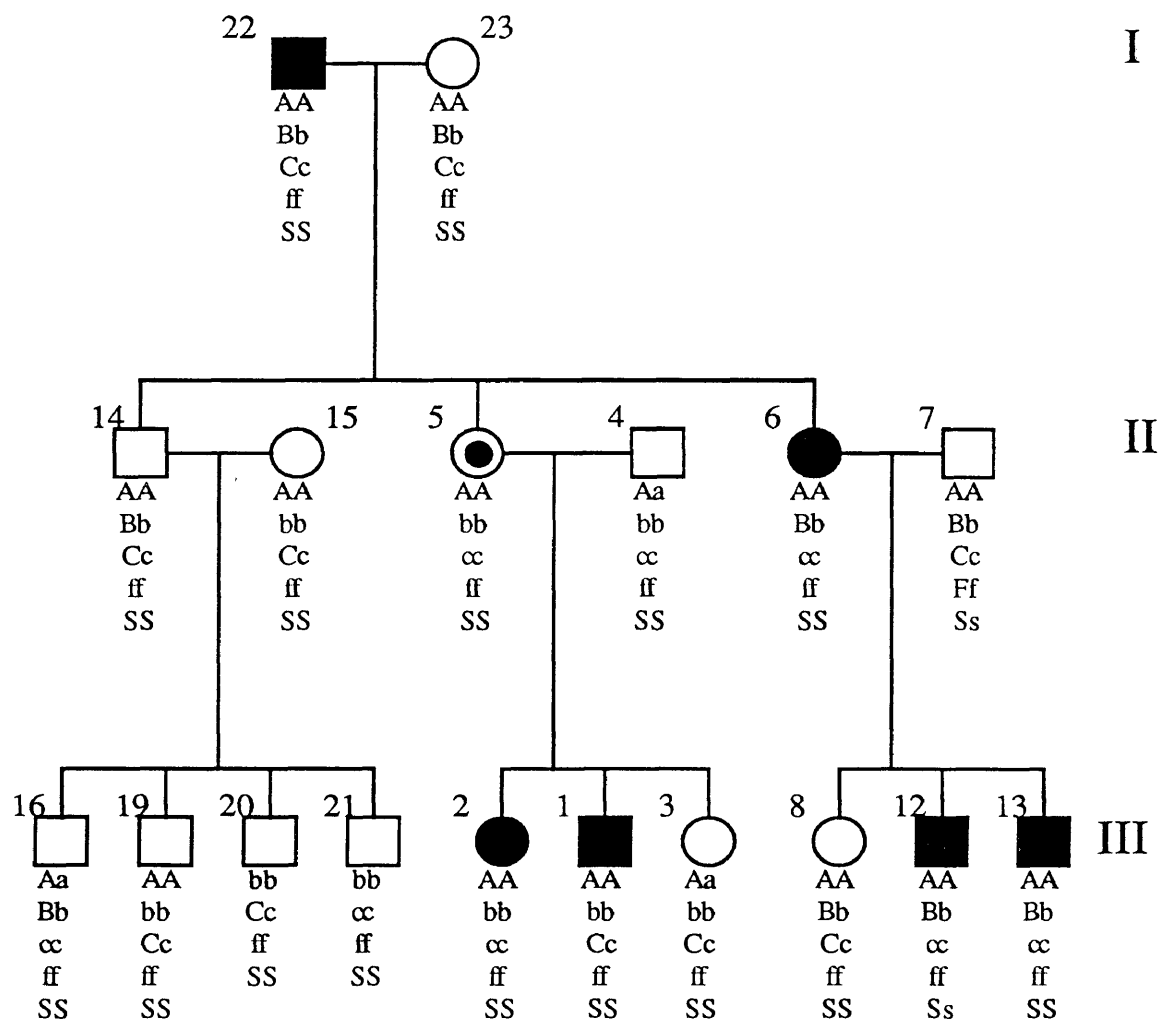 22 23 I
AA AA
Bb Bb
Cc Cc
ff ff
SS SS
14 15 5 4 6 7 II
AA AA AA Aa AA AA
Bb bb bb bb Bb Bb
Cc Cc cc cc cc Cc
ff ff ff ff ff Ff
SS SS SS SS SS Ss
16 19 20 21 2 1 3 8 12 13 III
Aa AA bb bb AA AA Aa AA AA AA
Bb bb Cc cc bb bb bb Bb Bb Bb
cc Cc ff ff cc Cc Cc Cc cc cc
ff ff SS SS ff ff ff ff ff ff
SS SS SS SS SS SS Ss SS